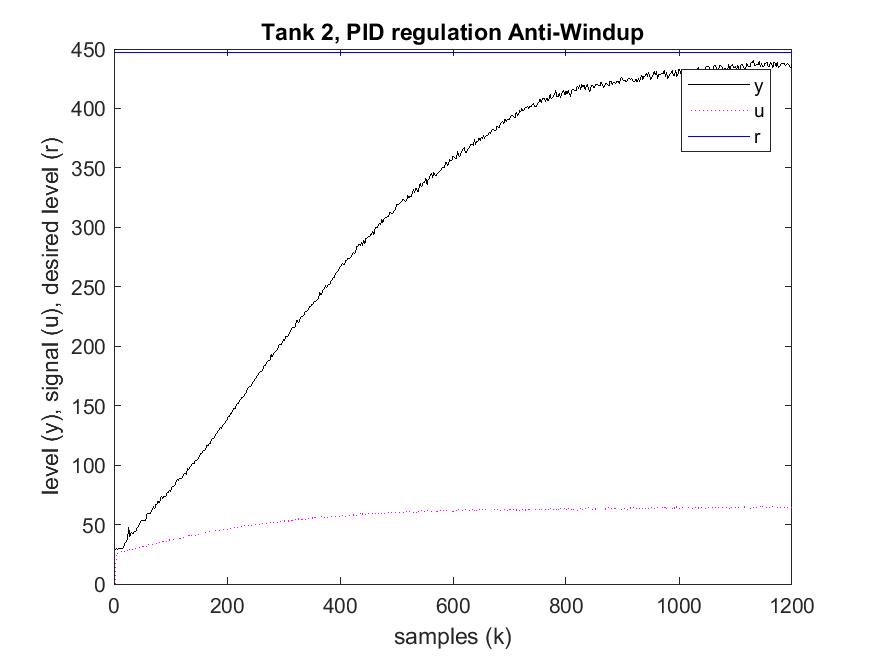 Tank 2, PID regulation Anti-Windup
level (y), signal (u), desired level (r)
450
400
350
300
250
200
150
100
50
0
y
u
r
0 200 400 600 800 1000 1200
samples (k)